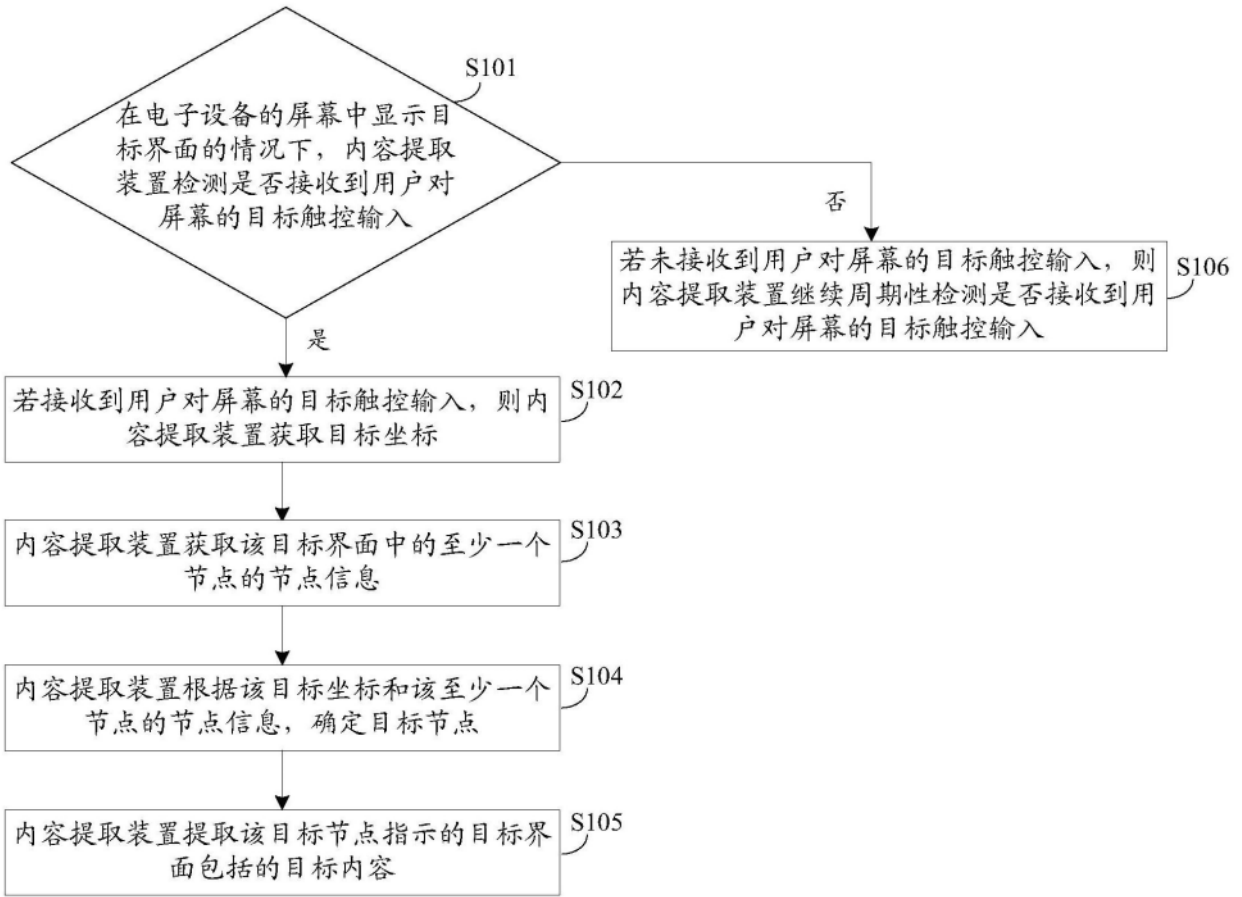 S101
在电子设备的屏幕中显示目
标界面的情况下，内容提取
装置检测是否接收到用户对
屏幕的目标触控输入
否
若未接收到用户对屏幕的目标触控输入，则
内容提取装置继续周期性检测是否接收到用
户对屏幕的目标触控输入
S106
是
若接收到用户对屏幕的目标触控输入，则内
容提取装置获取目标坐标
S102
内容提取装置获取该目标界面中的至少一个
节点的节点信息
S103
内容提取装置根据该目标坐标和该至少一个
节点的节点信息，确定目标节点
S104
内容提取装置提取该目标节点指示的目标界
面包括的目标内容
S105